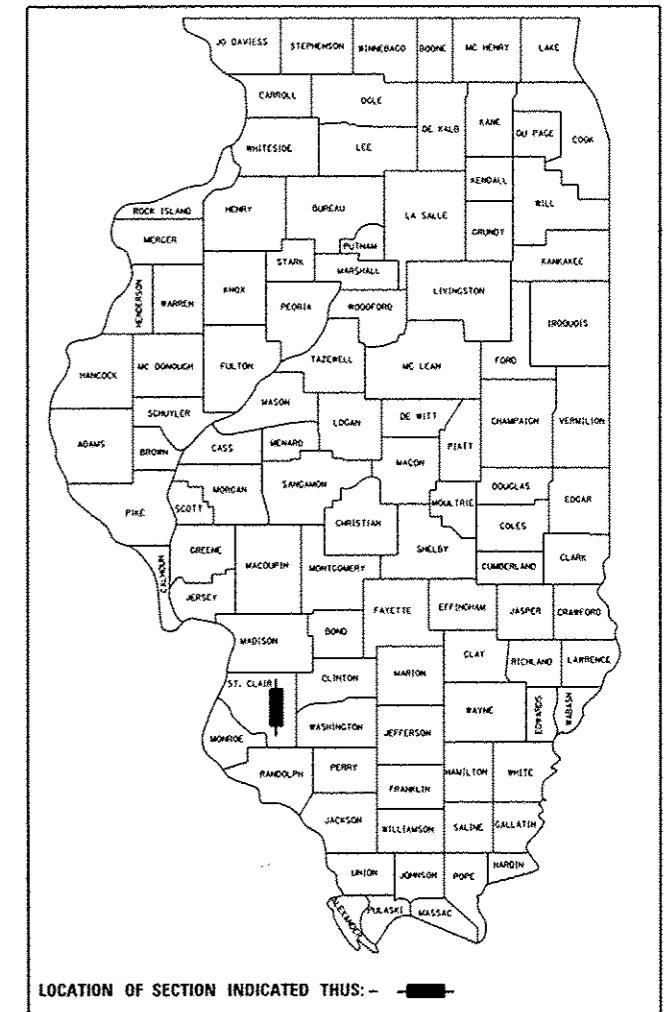 JO DAVIESS STEPHENSON WINNEBAGO BOONE MC HENRY LAKE
CARROLL OGLE DE KALB KANE DU PAGE COOK
WHITESIDE LEE KENDALL WILL
ROCK ISLAND HENRY BUREAU LA SALLE GRUNDY
MERCER PUTNAM KANKAKEE
STARK MARSHALL
HENDERSON WARREN KNOX PEORIA WOODFORD LIVINGSTON IROQUOIS
HANCOCK MC DONOUGH FULTON TAZEWELL MC LEAN FORD
SCHUYLER MASON LOGAN DE WITT CHAMPAIGN VERMILION
ADAMS BROWN CASS MENARD MACON PIATT
PIKE SCOTT MORGAN SANGAMON CHRISTIAN MOULTRIE DOUGLAS EDGAR
COLES
CALHOUN GREENE MACOUPIN MONTGOMERY SHELBY CUMBERLAND CLARK
JERSEY FAYETTE EFFINGHAM JASPER CRAWFORD
MADISON BOND CLAY RICHLAND LAWRENCE
ST. CLAIR CLINTON MARION WAYNE EDWARDS WABASH
MONROE WASHINGTON JEFFERSON
RANDOLPH PERRY FRANKLIN HAMILTON WHITE
JACKSON WILLIAMSON SALINE GALLATIN
UNION JOHNSON POPE HARDIN
ALEXANDER PULASKI MASSAC
LOCATION OF SECTION INDICATED THUS: -